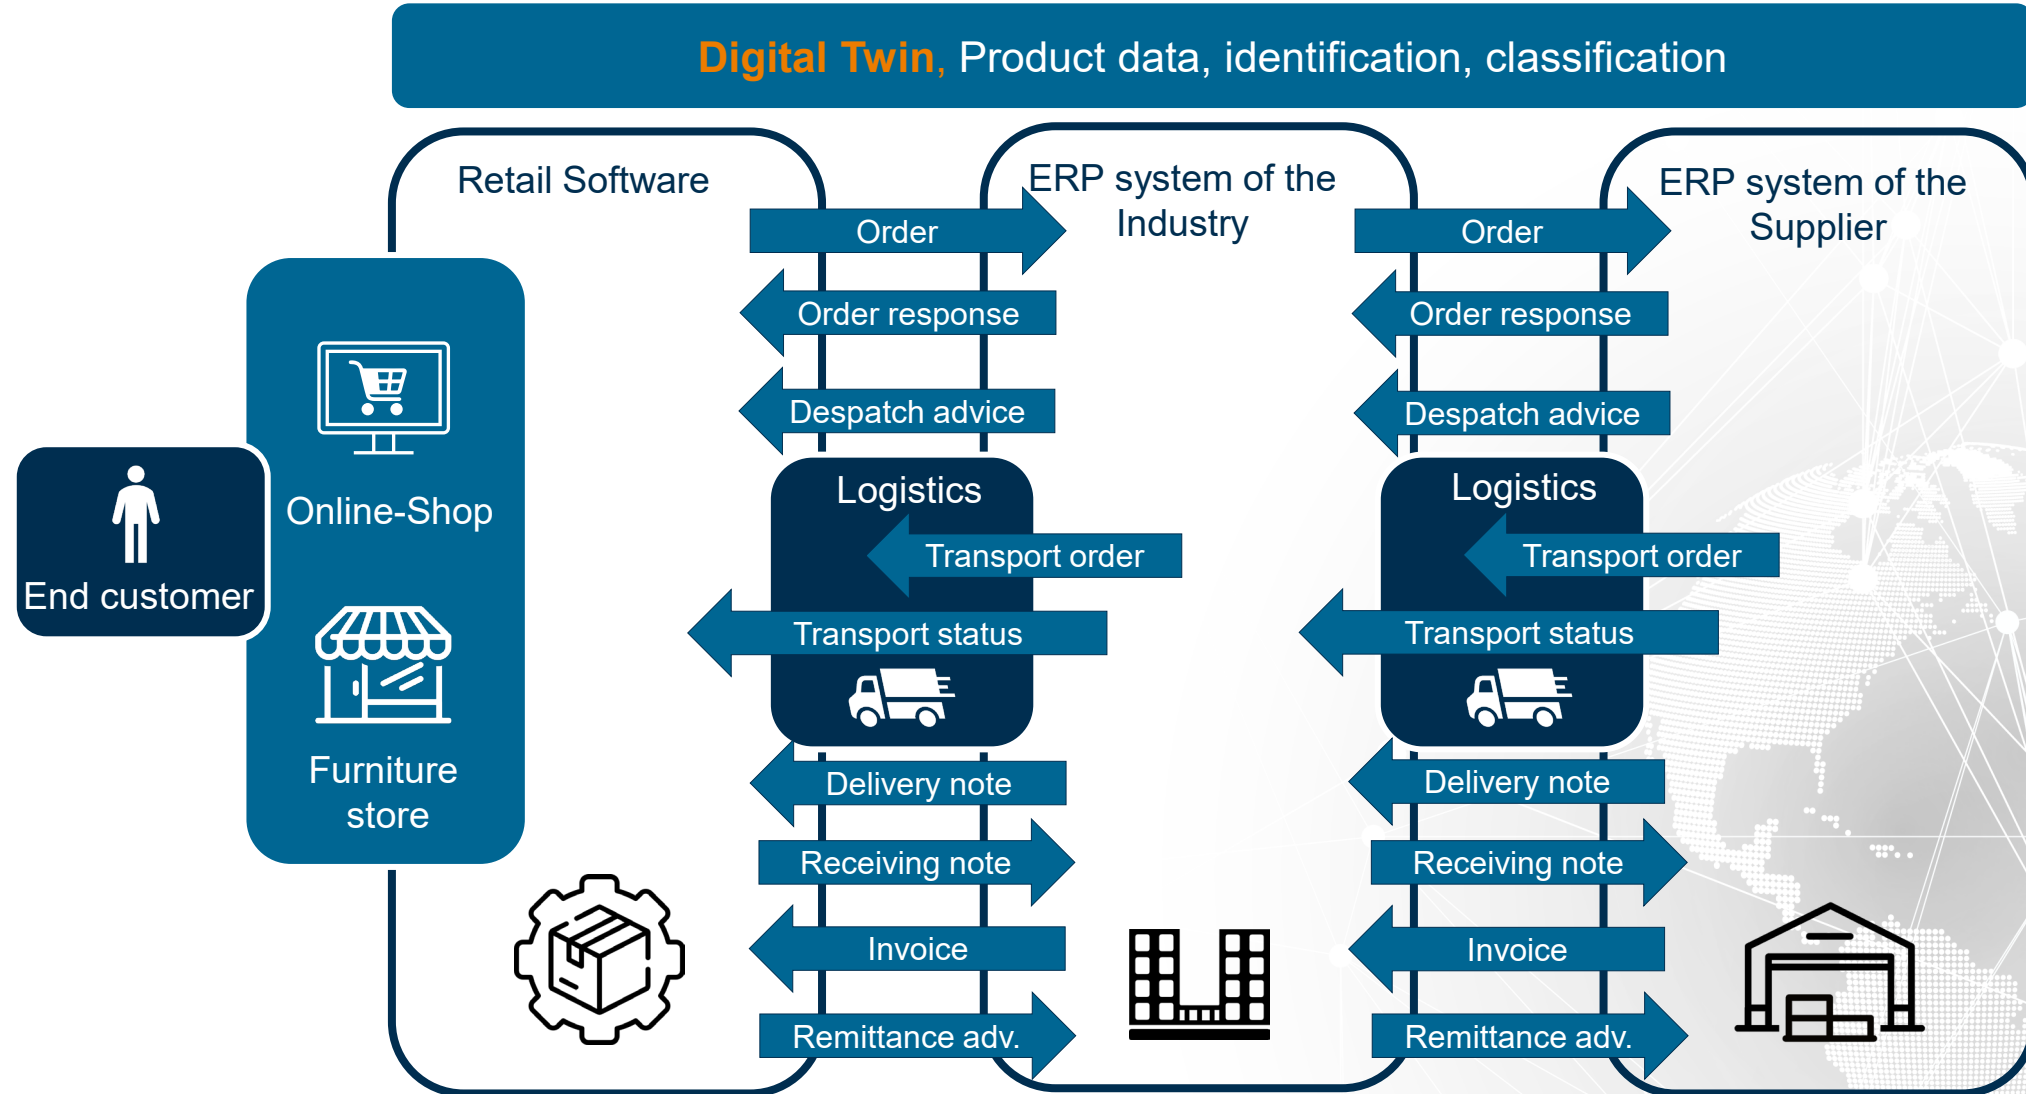 Digital Twin, Product data, identification, classification
Retail Software
ERP system of the
Industry
ERP system of the
Supplier
Order
Order
Order response
Order response
Despatch advice
Despatch advice
Online-Shop
End customer
Furniture
store
Logistics
Logistics
Transport order
Transport order
Transport status
Transport status
Delivery note
Delivery note
Receiving note
Receiving note
Invoice
Invoice
Remittance adv.
Remittance adv.